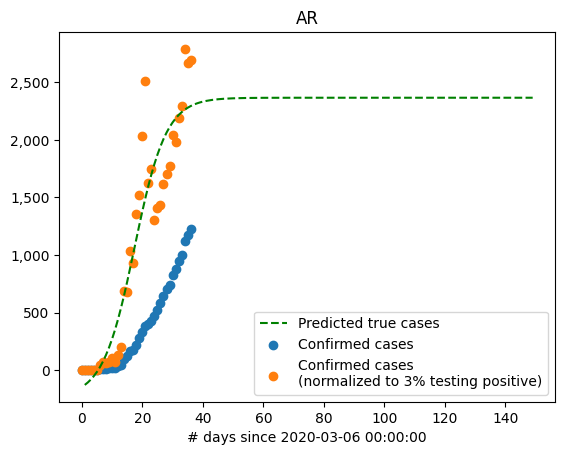 AR
2,500
2,000
1,500
1,000
500
0
Predicted true cases
Confirmed cases
Confirmed cases
(normalized to 3% testing positive)
0 20 40 60 80 100 120 140
# days since 2020-03-06 00:00:00